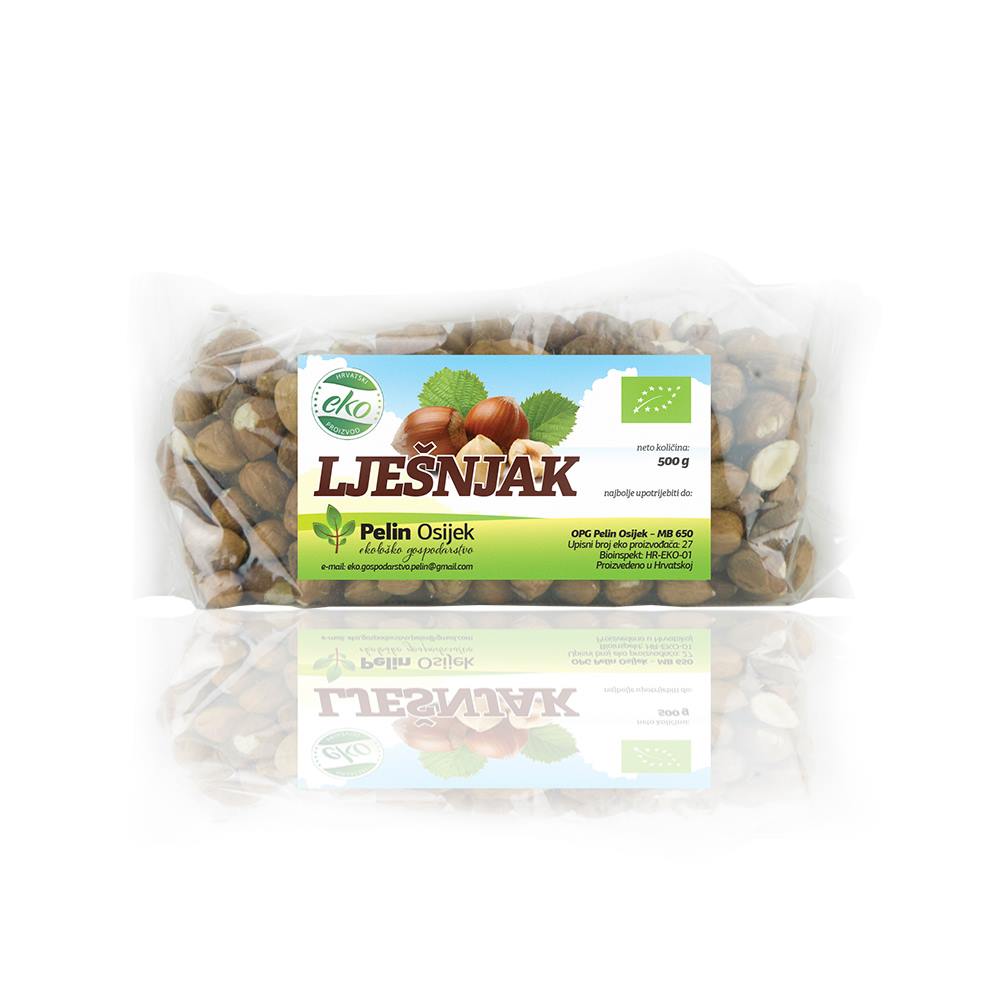 HRVATSKI
eko
PROIZVOD
neto količina:
500 g
LJEŠNJAK
najbolje upotrijebiti do:
Pelin Osijek
ekološko gospodarstvo
e-mail: eko.gospodarstvo.pelin@gmail.com
OPG Pelin Osijek - MB 650
Upisni broj eko proizvođača: 27
Bioinspekt: HR-EKO-01
Proizvedeno u Hrvatskoj